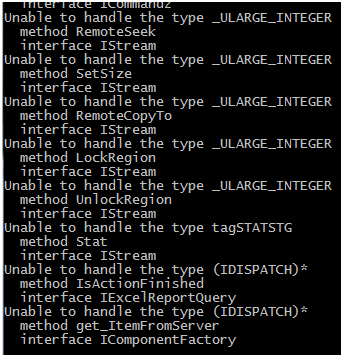 interface ICommand2
Unable to handle the type _ULARGE_INTEGER
method RemoteSeek
interface IStream
Unable to handle the type _ULARGE_INTEGER
method SetSize
interface IStream
Unable to handle the type _ULARGE_INTEGER
method RemoteCopyTo
interface IStream
Unable to handle the type _ULARGE_INTEGER
method LockRegion
interface IStream
Unable to handle the type _ULARGE_INTEGER
method UnlockRegion
interface IStream
Unable to handle the type tagSTATSTG
method Stat
interface IStream
Unable to handle the type (IDISPATCH)*
method IsActionFinished
interface IExcelReportQuery
Unable to handle the type (IDISPATCH)*
method get_ItemFromServer
interface IComponentFactory